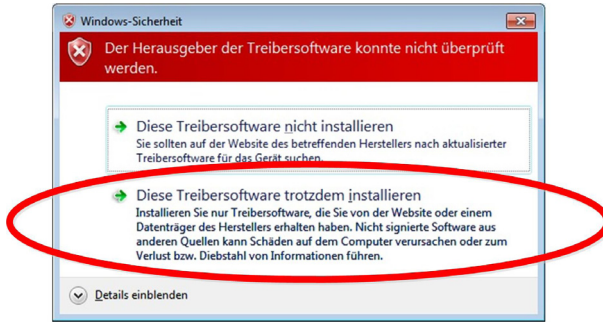 Windows-Sicherheit
Der Herausgeber der Treibersoftware konnte nicht überprüft
werden.
Diese Treibersoftware nicht installieren
Sie sollten auf der Website des betreffenden Herstellers nach aktualisierter
Treibersoftware für das Gerät suchen.
Diese Treibersoftware trotzdem installieren
Installieren Sie nur Treibersoftware, die Sie von der Website oder einem
Datenträger des Herstellers erhalten haben. Nicht signierte Software aus
anderen Quellen kann Schäden auf dem Computer verursachen oder zum
Verlust bzw. Diebstahl von Informationen führen.
Details einblenden